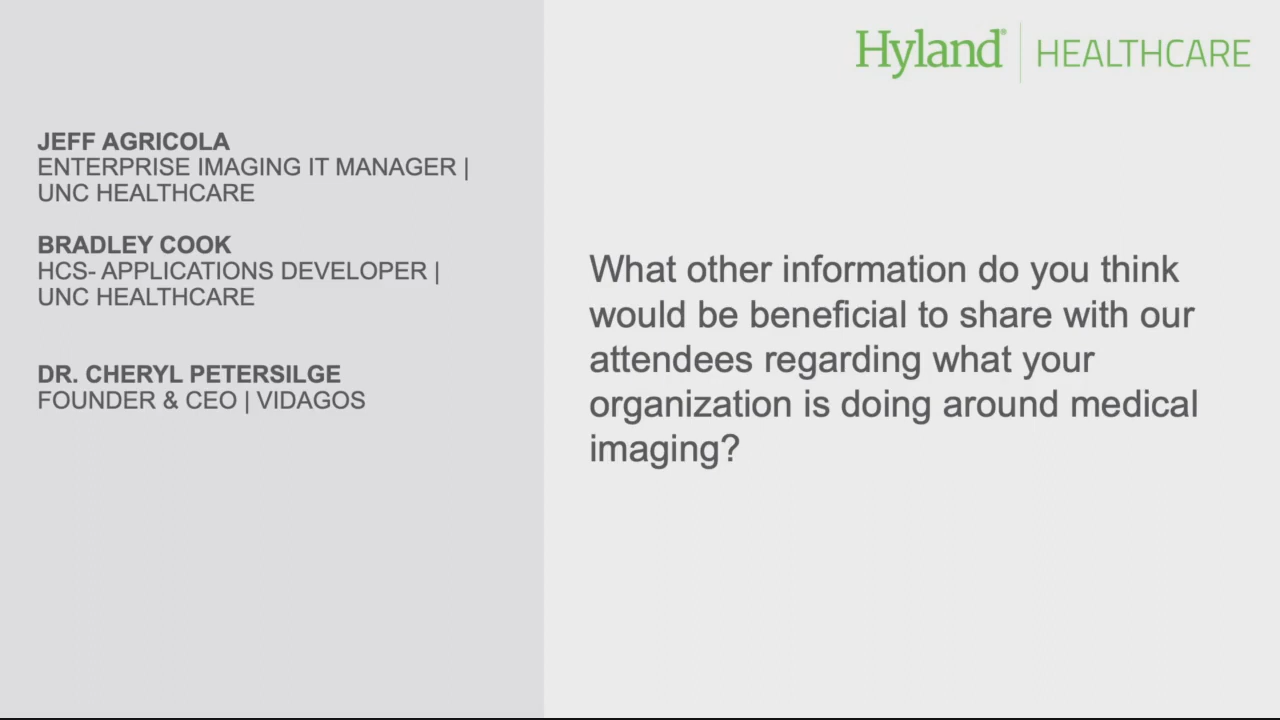 Hyland® | HEALTHCARE
JEFF AGRICOLA
ENTERPRISE IMAGING IT MANAGER |
UNC HEALTHCARE
BRADLEY COOK
HCS- APPLICATIONS DEVELOPER |
UNC HEALTHCARE
DR. CHERYL PETERSILGE
FOUNDER & CEO | VIDAGOS
What other information do you think
would be beneficial to share with our
attendees regarding what your
organization is doing around medical
imaging?